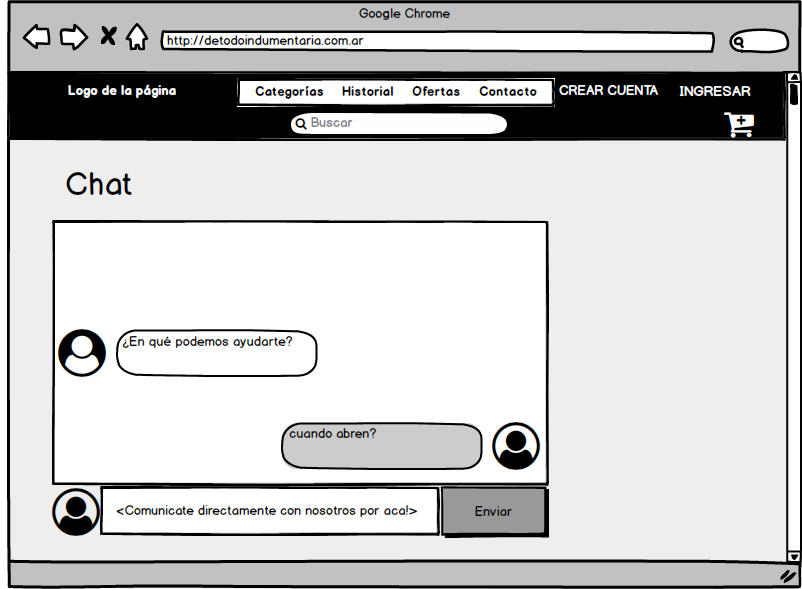 Google Chrome
http://detodoindumentaria.com.ar
Logo de la página
Categorías Historial Ofertas Contacto
CREAR CUENTA
INGRESAR
Buscar
Chat
¿En qué podemos ayudarte?
cuando abren?
<Comunicate directamente con nosotros por aca!>
Enviar